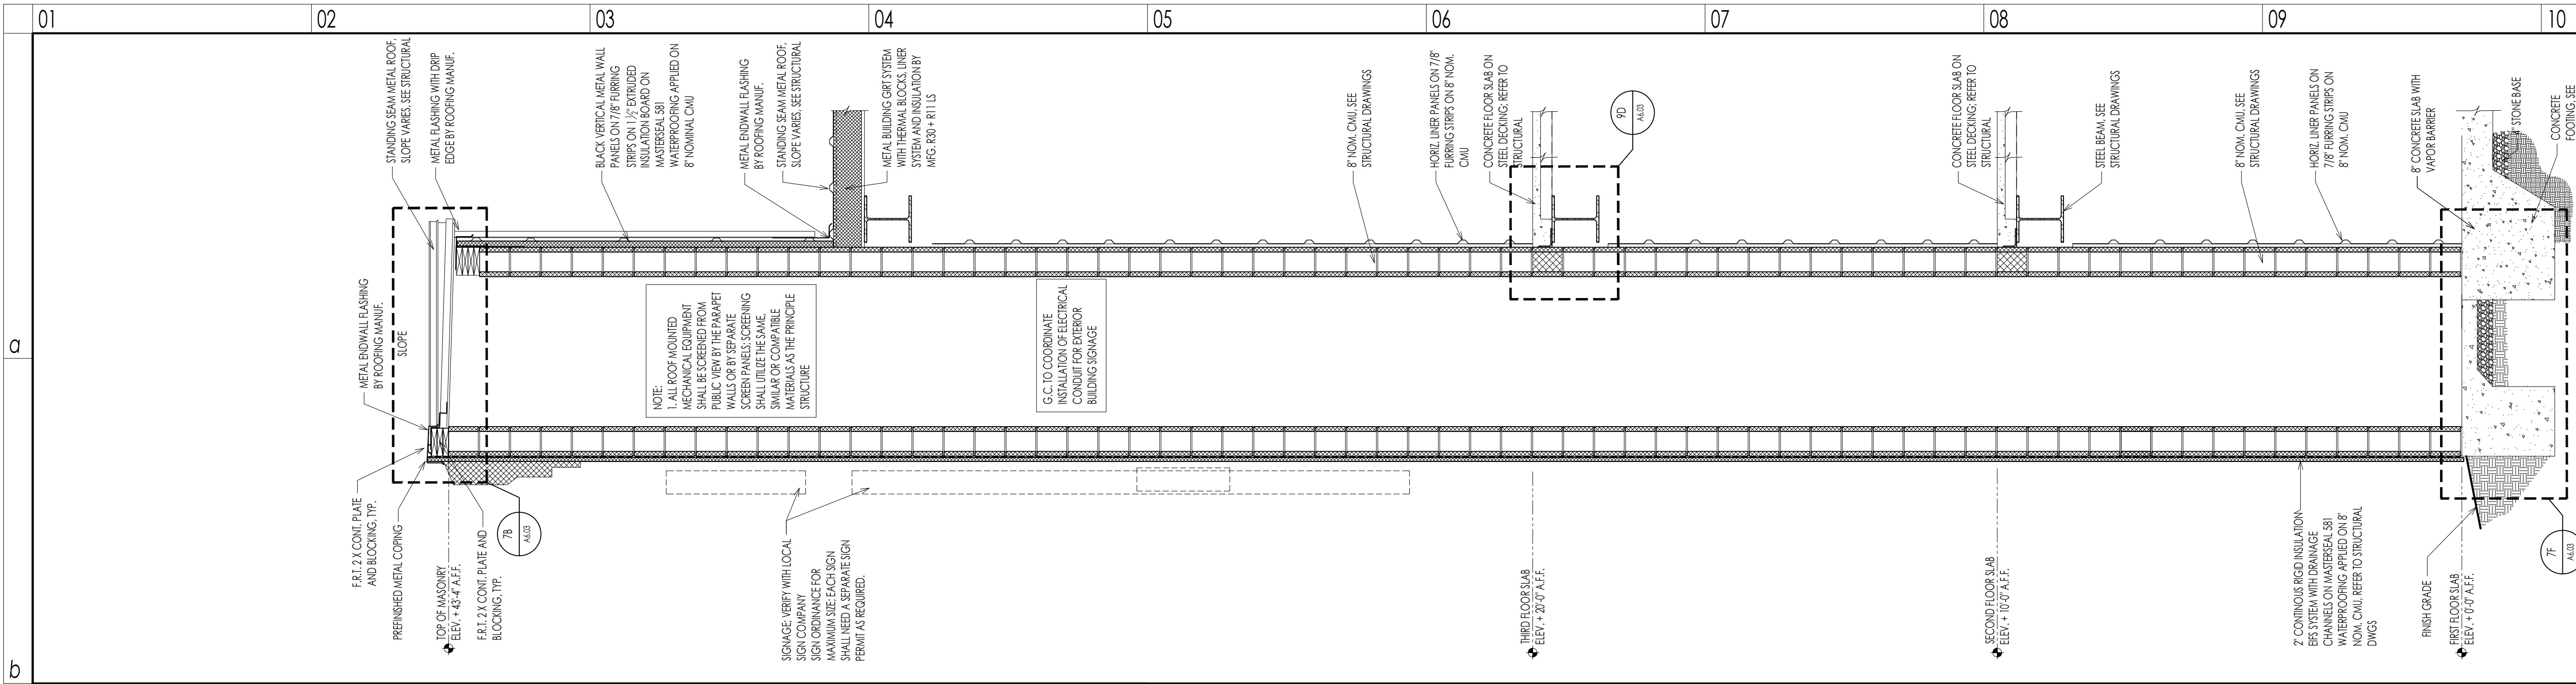 01
02
03
04
05
06
07
08
09
10
a
b
STANDING SEAM METAL ROOF,
SLOPE VARIES, SEE STRUCTURAL
METAL FLASHING WITH DRIP
EDGE BY ROOFING MANUF.
BLACK VERTICAL METAL WALL
PANELS ON 7/8" FURRING
STRIPS ON 1 1/2" EXTRUDED
INSULATION BOARD ON
MASTERSEAL 581
WATERPROOFING APPLIED ON
8" NOMINAL CMU
METAL ENDWALL FLASHING
BY ROOFING MANUF.
STANDING SEAM METAL ROOF,
SLOPE VARIES, SEE STRUCTURAL
METAL BUILDING GIRT SYSTEM
WITH THERMAL BLOCKS, LINER
SYSTEM AND INSULATION BY
MFG. R30 + R11 LS
8" NOM. CMU, SEE
STRUCTURAL DRAWINGS
HORIZ. LINER PANELS ON 7/8"
FURRING STRIPS ON 8" NOM.
CMU
CONCRETE FLOOR SLAB ON
STEEL DECKING; REFER TO
STRUCTURAL
9D
A6.03
CONCRETE FLOOR SLAB ON
STEEL DECKING; REFER TO
STRUCTURAL
STEEL BEAM, SEE
STRUCTURAL DRAWINGS
8" NOM. CMU, SEE
STRUCTURAL DRAWINGS
HORIZ. LINER PANELS ON
7/8" FURRING STRIPS ON
8" NOM. CMU
8" CONCRETE SLAB WITH
VAPOR BARRIER
STONE BASE
CONCRETE
FOOTING, SEE
METAL ENDWALL FLASHING
BY ROOFING MANUF.
SLOPE
NOTE:
1. ALL ROOF MOUNTED
MECHANICAL EQUIPMENT
SHALL BE SCREENED FROM
PUBLIC VIEW BY THE PARAPET
WALLS OR BY SEPARATE
SCREEN PANELS; SCREENING
SHALL UTILIZE THE SAME,
SIMILAR OR COMPATIBLE
MATERIALS AS THE PRINCIPLE
STRUCTURE
G.C. TO COORDINATE
INSTALLATION OF ELECTRICAL
CONDUIT FOR EXTERIOR
BUILDING SIGNAGE
F.R.T. 2 X CONT. PLATE
AND BLOCKING, TYP.
PREFINISHED METAL COPING
TOP OF MASONRY
ELEV. + 43'-4" A.F.F.
F.R.T. 2 X CONT. PLATE AND
BLOCKING, TYP.
7B
A6.03
SIGNAGE; VERIFY WITH LOCAL
SIGN COMPANY
SIGN ORDINANCE FOR
MAXIMUM SIZE; EACH SIGN
SHALL NEED A SEPARATE SIGN
PERMIT AS REQUIRED.
THIRD FLOOR SLAB
ELEV. + 20'-0" A.F.F.
SECOND FLOOR SLAB
ELEV. + 10'-0" A.F.F.
2" CONTINOUS RIGID INSULATION
EIFS SYSTEM WITH DRAINAGE
CHANNELS ON MASTERSEAL 581
WATERPROOFING APPLIED ON 8"
NOM. CMU, REFER TO STRUCTURAL
DWGS
FINISH GRADE
FIRST FLOOR SLAB
ELEV. + 0'-0" A.F.F.
7F
A6.03